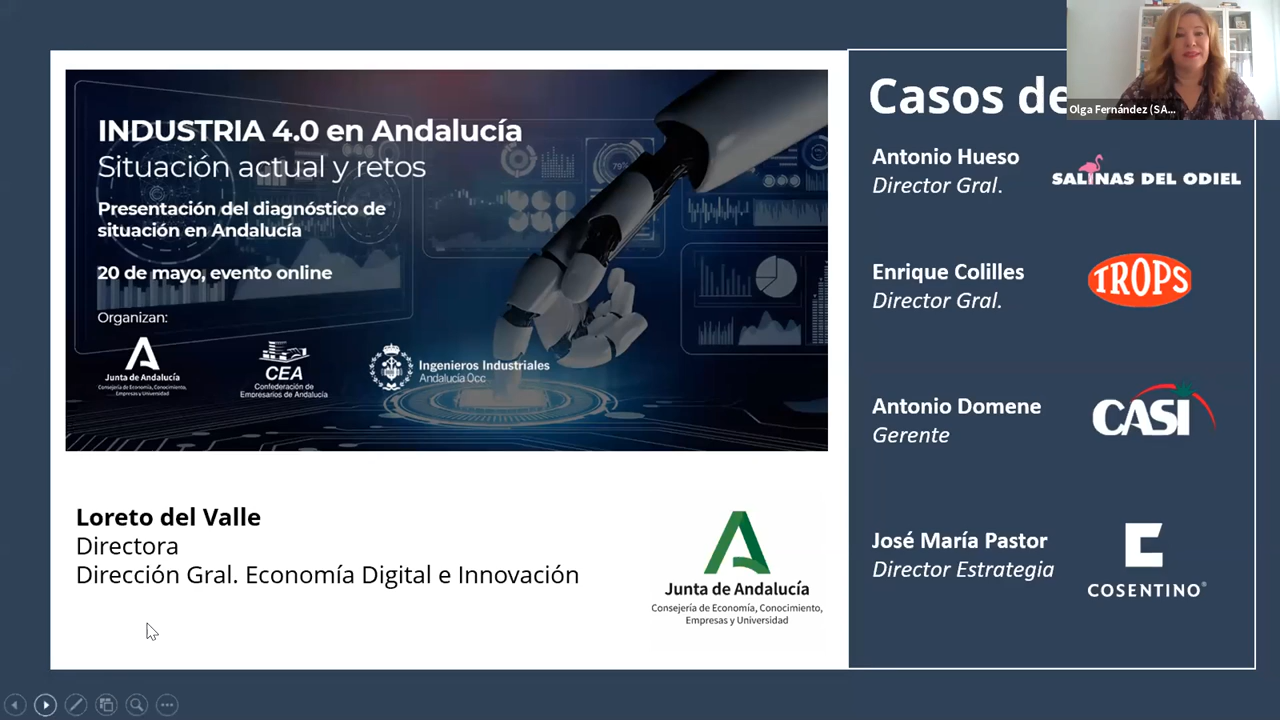 INDUSTRIA 4.0 en Andalucía
Situación actual y retos
Presentación del diagnóstico de
situación en Andalucía
20 de mayo, evento online
Organizan:
Junta de Andalucía
Consejería de Economía, Conocimiento,
Empresas y Universidad
CEA
Confederación de
Empresarios de Andalucía
Ingenieros Industriales
Andalucía Occ
79%
Loreto del Valle
Directora
Dirección Gral. Economía Digital e Innovación
Junta de Andalucía
Consejería de Economía, Conocimiento,
Empresas y Universidad
Casos de
Olga Fernández (SA...
Antonio Hueso
Director Gral.
SALINAS DEL ODIEL
Enrique Colilles
Director Gral.
TROPS
Antonio Domene
Gerente
CASI
José María Pastor
Director Estrategia
COSENTINO®